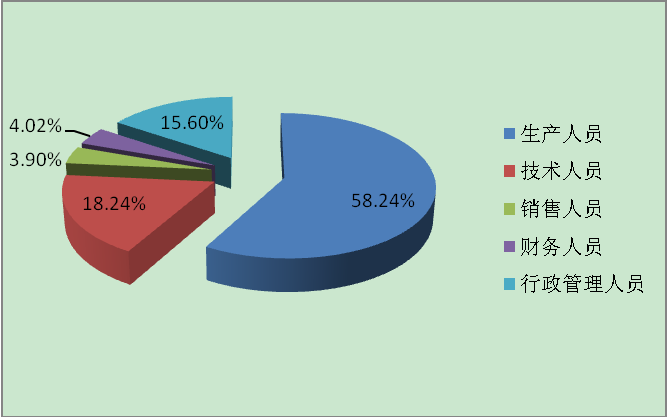 15.60%
4.02%
3.90%
18.24%
58.24%
生产人员
技术人员
销售人员
财务人员
行政管理人员